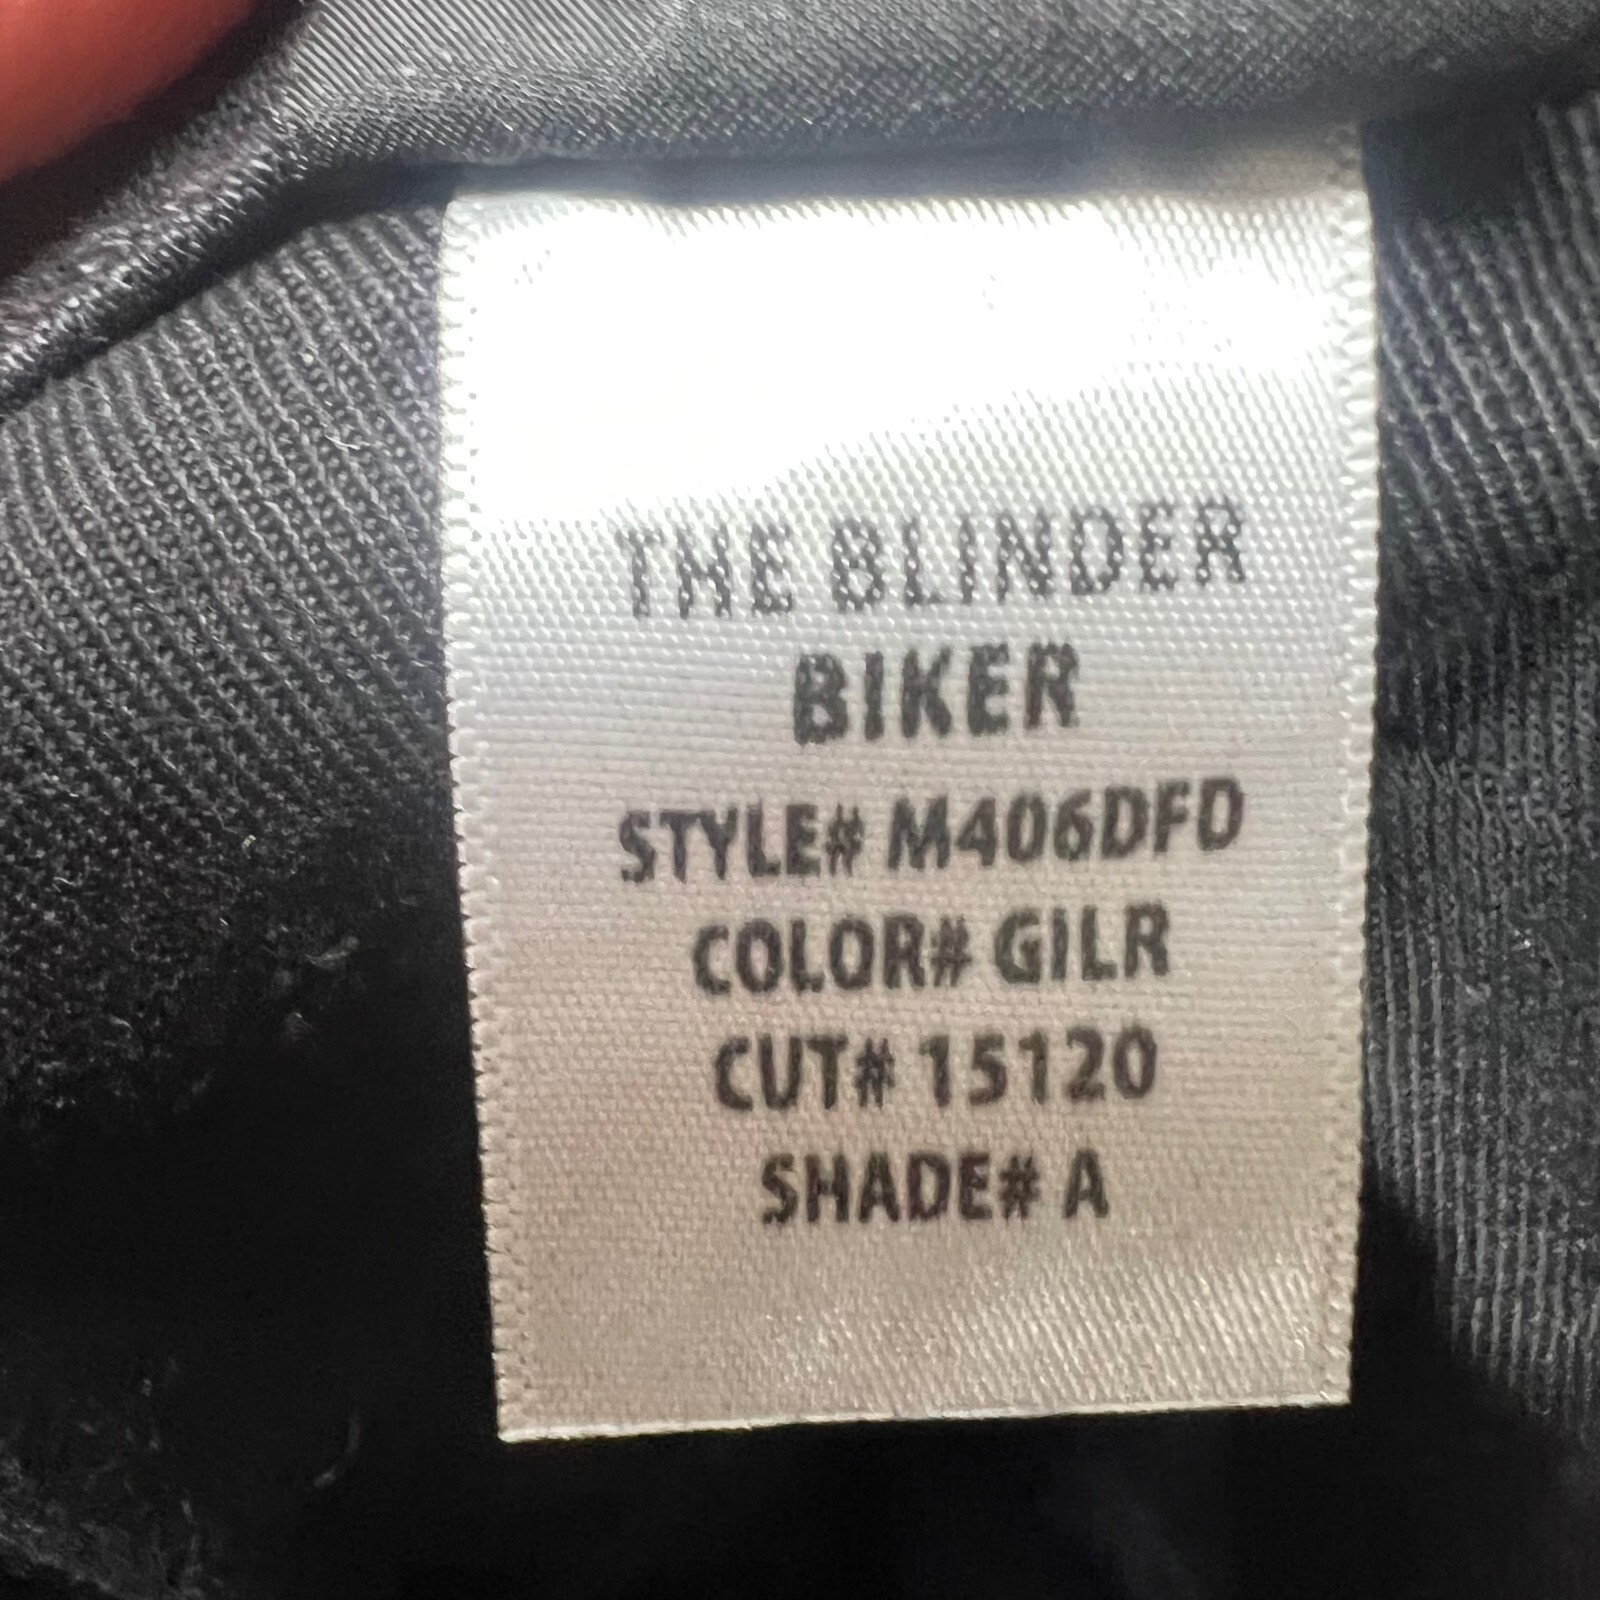 THE BLINDER
BIKER
STYLE# M406DFD
COLOR# GILR
CUT# 15120
SHADE# A